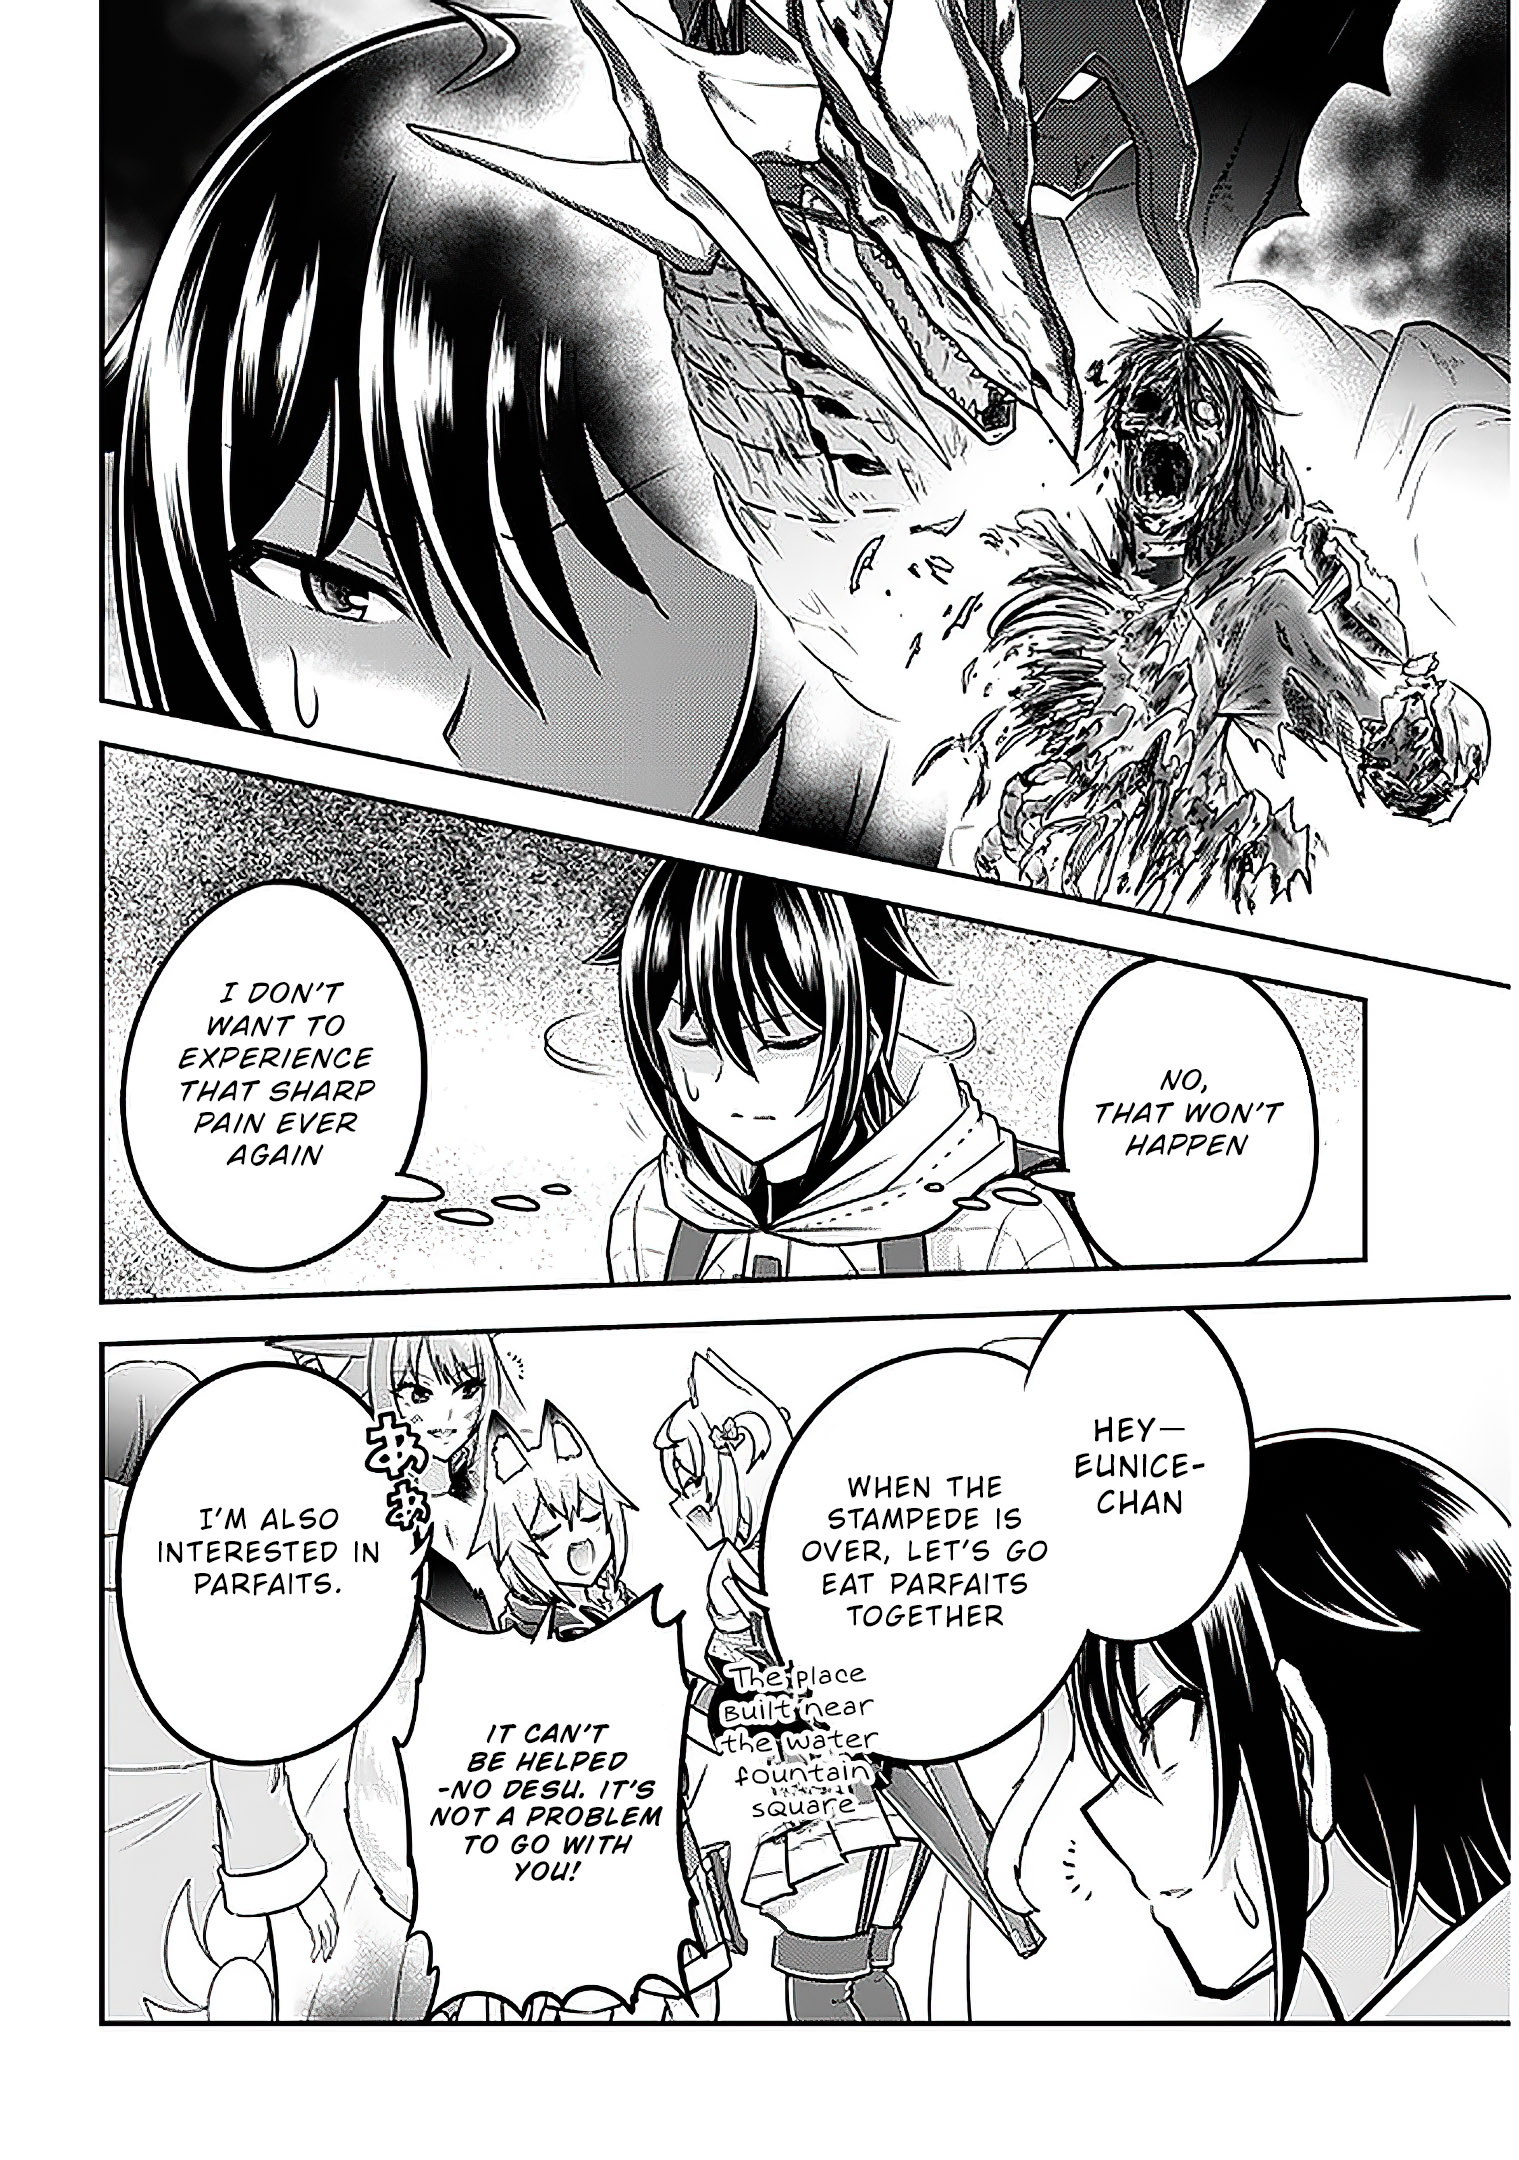 NO,
THAT WON'T
HAPPEN
I DON'T
WANT TO
EXPERIENCE
THAT SHARP
PAIN EVER
AGAIN
HEY—
EUNICE-
CHAN
WHEN THE
STAMPEDE IS
OVER, LET'S GO
EAT PARFAITS
TOGETHER
The place
Built near
the water
fountain
square
IT CAN'T
BE HELPED
-NO DESU. IT'S
NOT A PROBLEM
TO GO WITH
YOU!
あぁ
I'M ALSO
INTERESTED IN
PARFAITS.